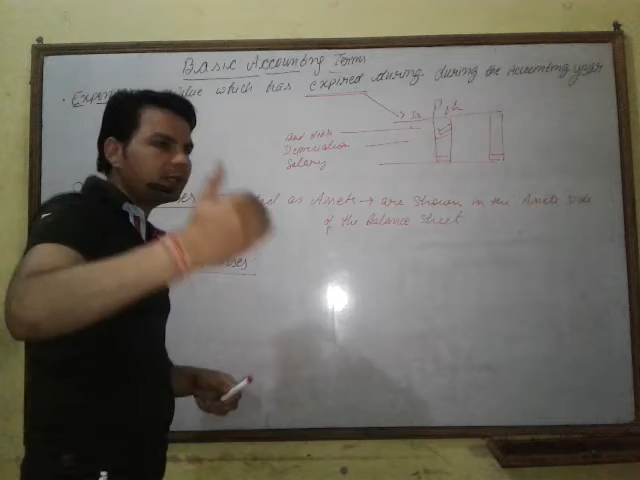 Basic Accounting Terms
which has expired during during the Accounting year
Dr. P & L
Bad debts
Depreciation
Salary
as Assets → are shown in the Assets side
of the Balance Sheet